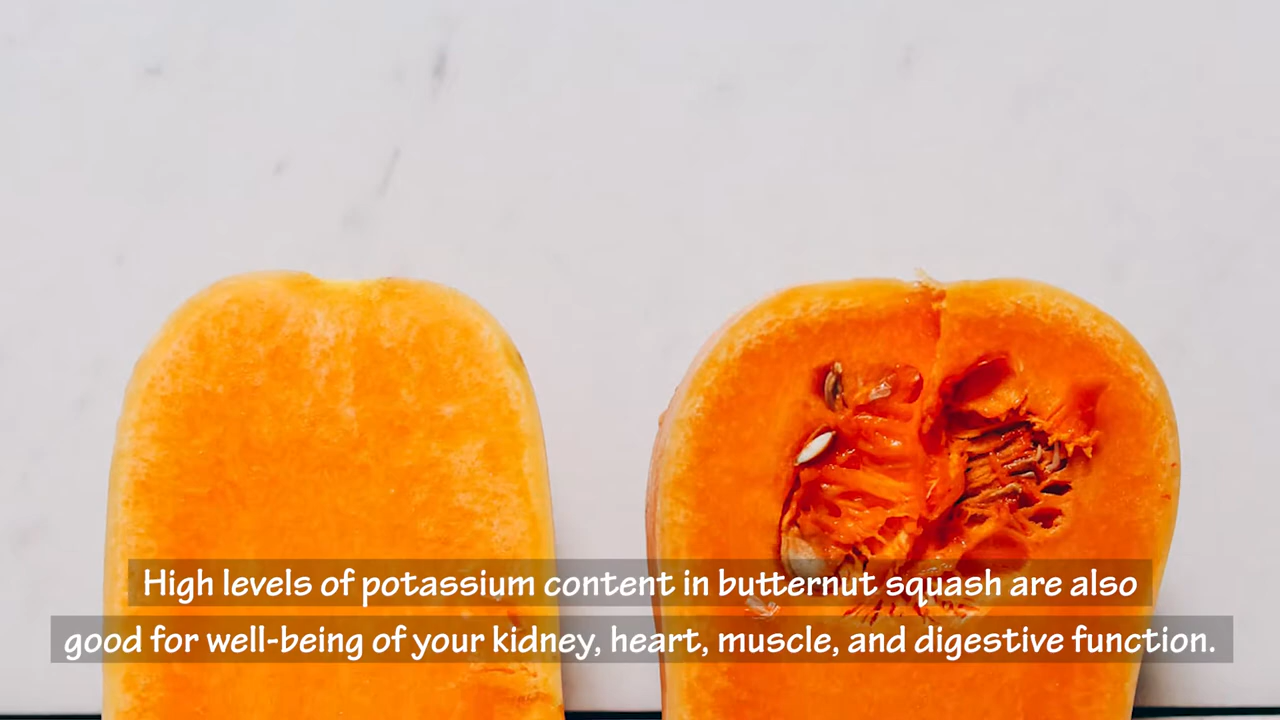 High levels of potassium content in butternut squash are also
good for well-being of your kidney, heart, muscle, and digestive function.